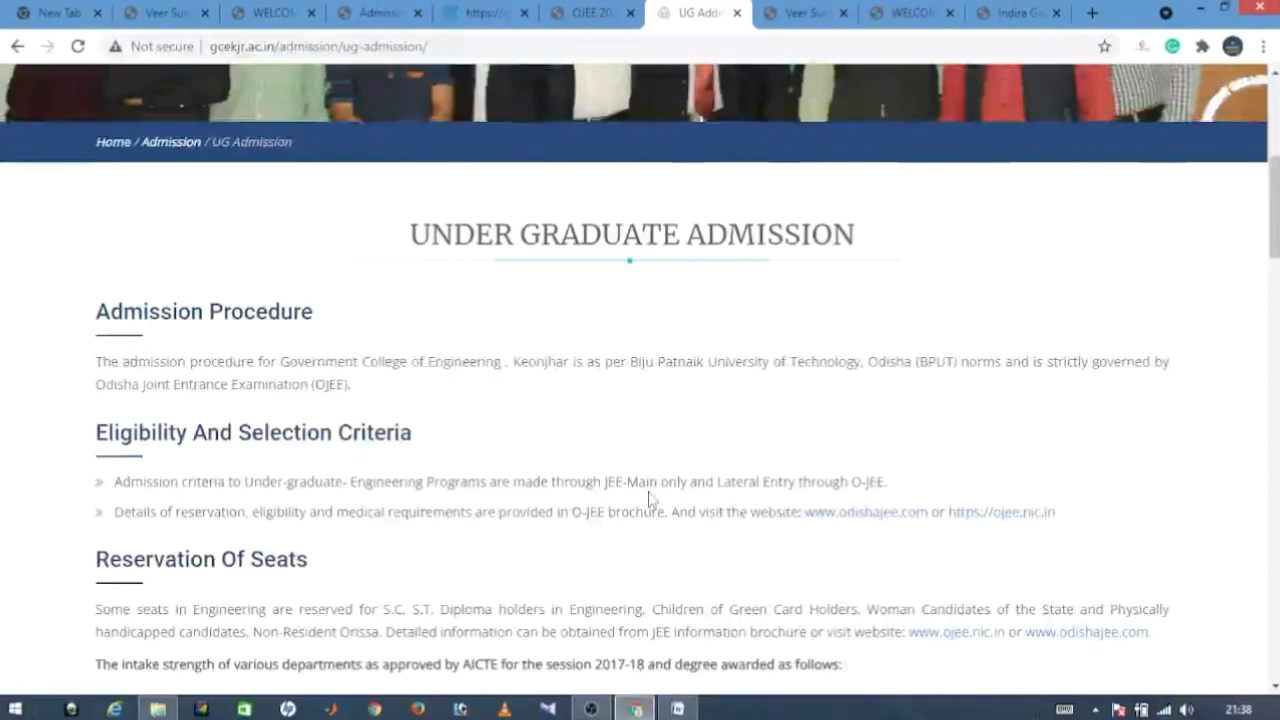 New Tab
Veer Sur
WELCOM
Admissi
https://
OJEE 20
UG Adm
Veer Sur
WELCOM
Indira G
Not secure gcekjr.ac.in/admission/ug-admission/
Home / Admission / UG Admission
UNDER GRADUATE ADMISSION
Admission Procedure
The admission procedure for Government College of Engineering , Keonjhar is as per Biju Patnaik University of Technology, Odisha (BPUT) norms and is strictly governed by
Odisha Joint Entrance Examination (OJEE).
Eligibility And Selection Criteria
» Admission criteria to Under-graduate- Engineering Programs are made through JEE-Main only and Lateral Entry through O-JEE.
» Details of reservation, eligibility and medical requirements are provided in O-JEE brochure. And visit the website: www.odishajee.com or https://ojee.nic.in
Reservation Of Seats
Some seats in Engineering are reserved for S.C, S.T, Diploma holders in Engineering, Children of Green Card Holders, Woman Candidates of the State and Physically
handicapped candidates, Non-Resident Orissa. Detailed information can be obtained from JEE information brochure or visit website: www.ojee.nic.in or www.odishajee.com.
The intake strength of various departments as approved by AICTE for the session 2017-18 and degree awarded as follows:
21:38